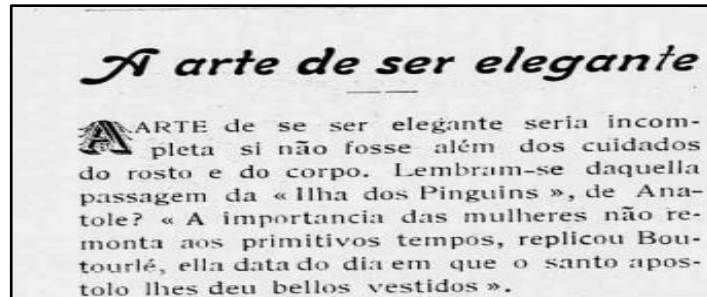 A arte de ser elegante
A ARTE de se ser elegante seria incom-
pleta si não fosse além dos cuidados
do rosto e do corpo. Lembram-se daquella
passagem da « Ilha dos Pinguins », de Ana-
tole? « A importancia das mulheres não re-
monta aos primitivos tempos, replicou Bou-
tourlé, ella data do dia em que o santo apos-
tolo lhes deu bellos vestidos ».